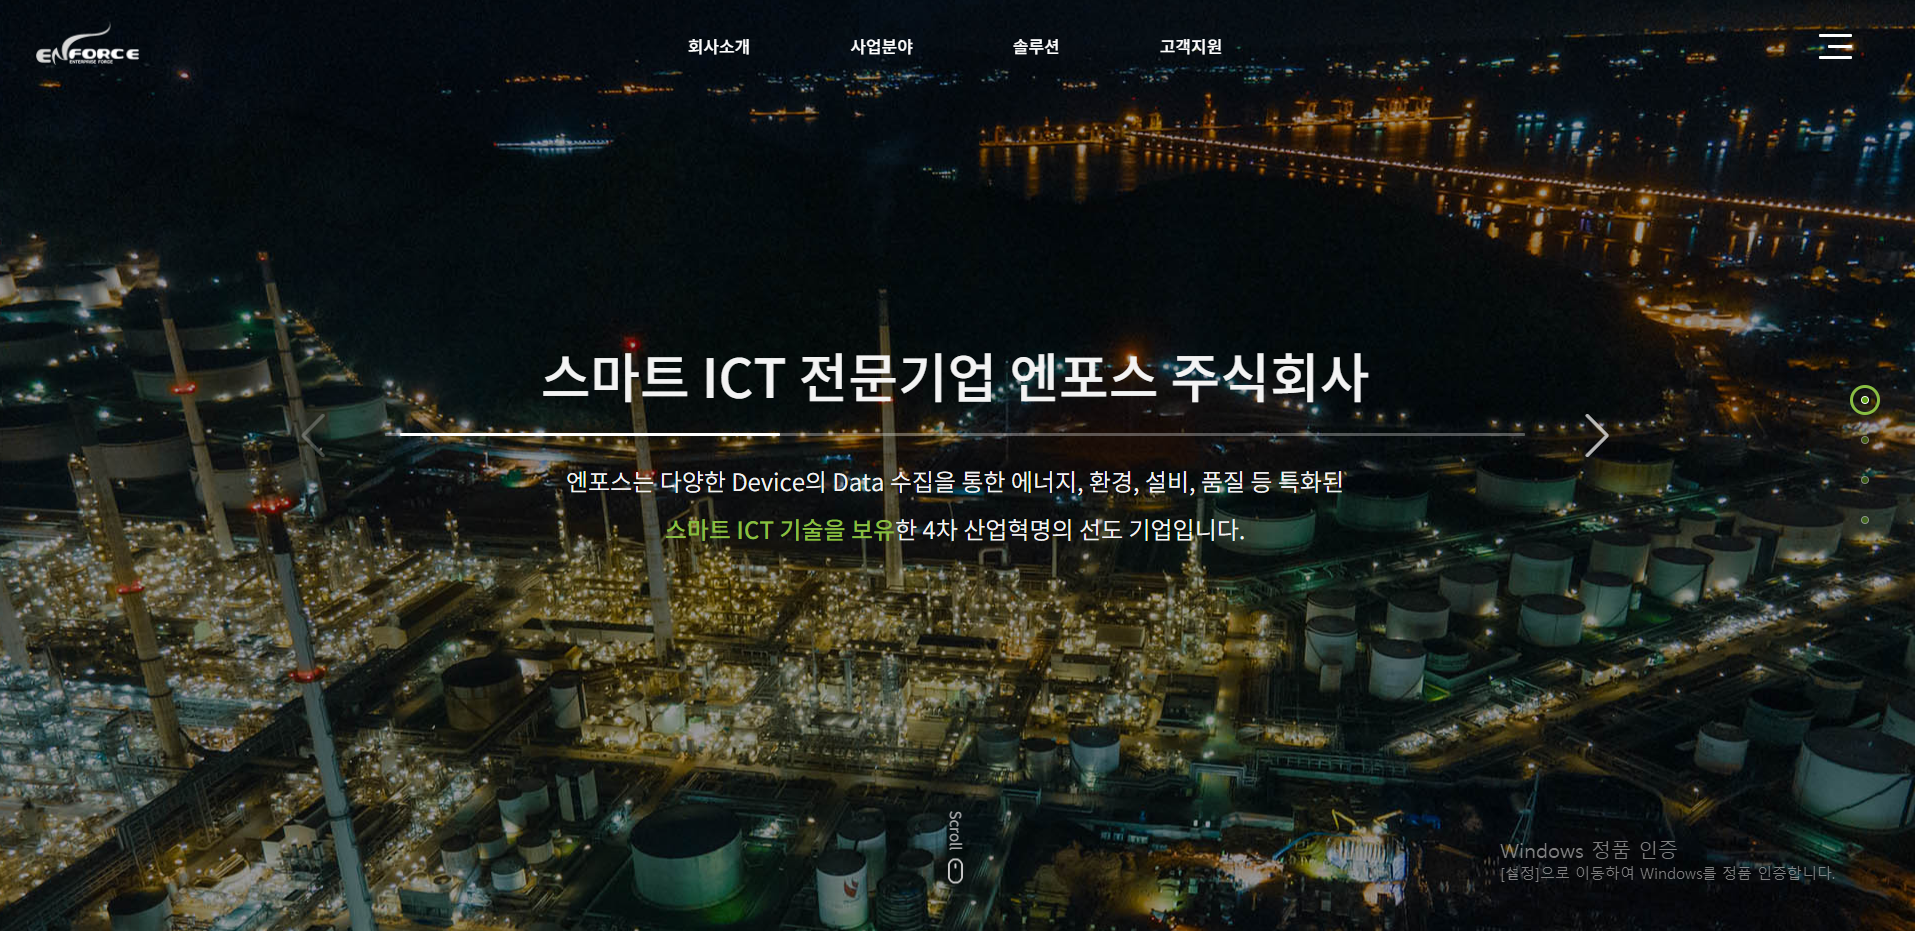 ENFORCE
ENTERPRISE FORCE
회사소개
사업분야
솔루션
고객지원
스마트 ICT 전문기업 엔포스 주식회사
엔포스는 다양한 Device의 Data 수집을 통한 에너지, 환경, 설비, 품질 등 특화된
스마트 ICT 기술을 보유한 4차 산업혁명의 선도 기업입니다.
Scroll
Windows 정품 인증
[설정]으로 이동하여 Windows를 정품 인증합니다.